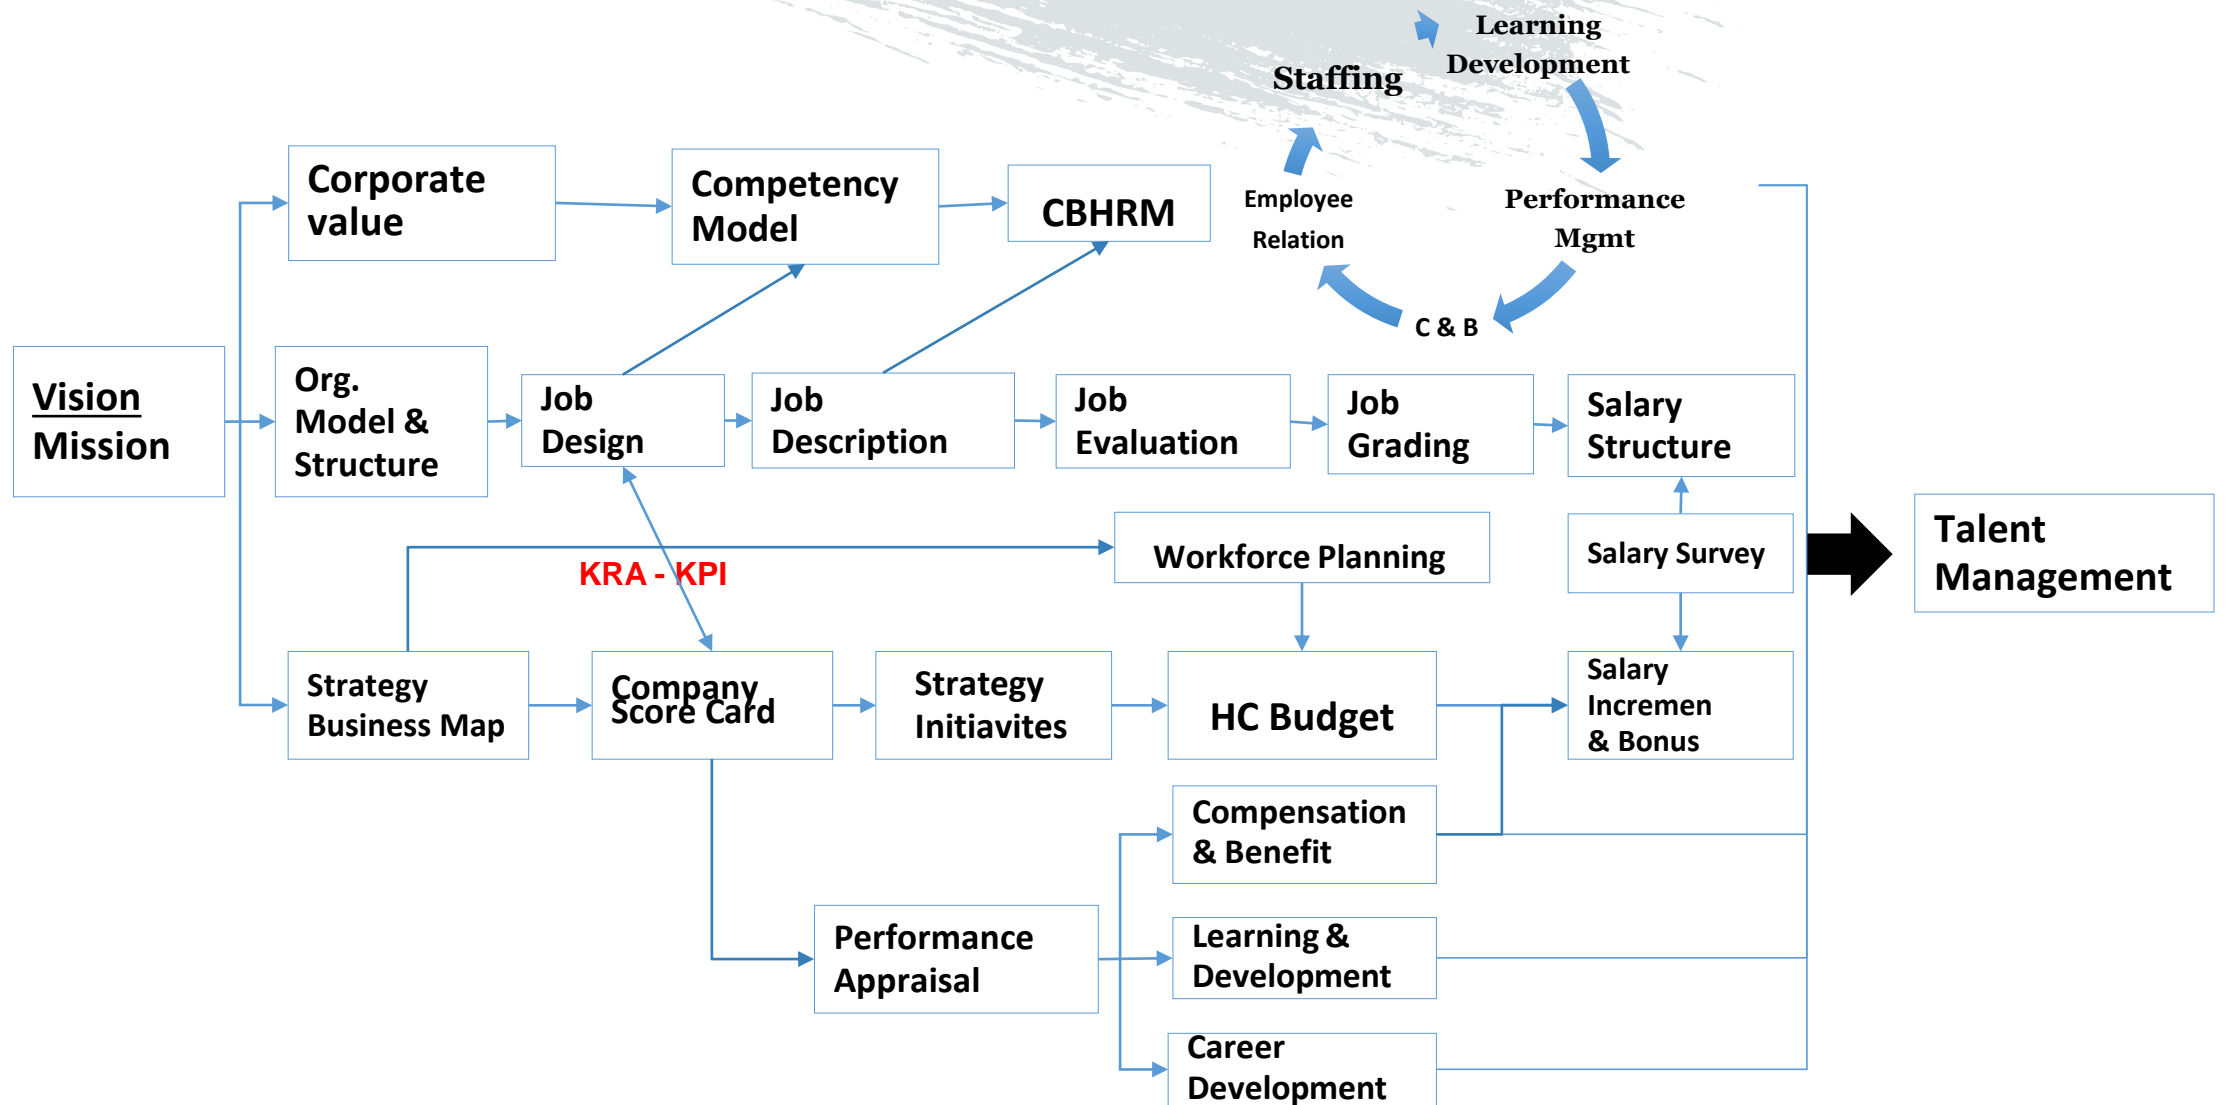 Learning
Development
Staffing
Employee
Relation
Performance
Mgmt
C & B
Corporate
value
Competency
Model
CBHRM
Vision
Mission
Org.
Model &
Structure
Job
Design
Job
Description
Job
Evaluation
Job
Grading
Salary
Structure
KRA - KPI
Workforce Planning
Salary Survey
Talent
Management
Strategy
Business Map
Company
Score Card
Strategy
Initiavites
HC Budget
Salary
Incremen
& Bonus
Compensation
& Benefit
Performance
Appraisal
Learning &
Development
Career
Development